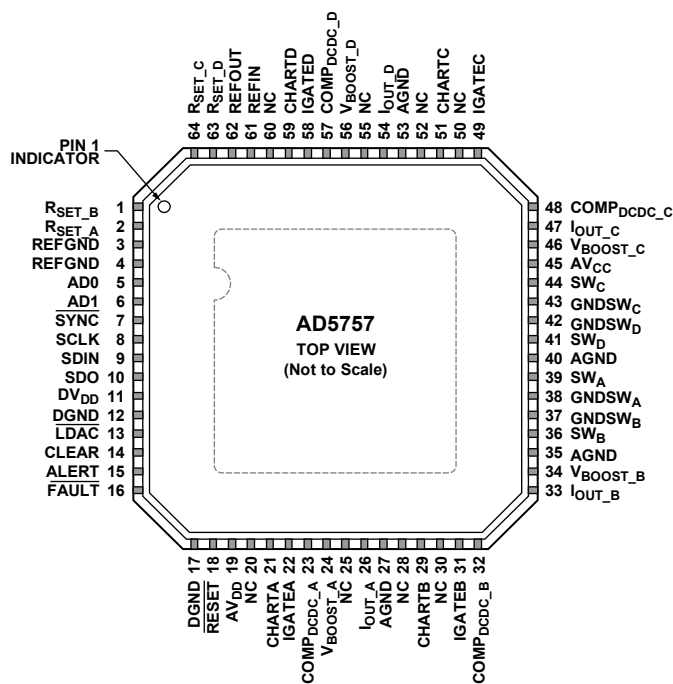 64 RSET_C
63 RSET_D
62 REFOUT
61 REFIN
60 NC
59 CHARTD
58 IGATED
57 COMPDCDC_D
56 VBOOST_D
55 NC
54 IOUT_D
53 AGND
52 NC
51 CHARTC
50 NC
49 IGATEC
PIN 1
INDICATOR
RSET_B 1
RSET_A 2
REFGND 3
REFGND 4
AD0 5
AD1 6
SYNC 7
SCLK 8
SDIN 9
SDO 10
DVDD 11
DGND 12
LDAC 13
CLEAR 14
ALERT 15
FAULT 16
AD5757
TOP VIEW
(Not to Scale)
48 COMPDCDC_C
47 IOUT_C
46 VBOOST_C
45 AVCC
44 SWC
43 GNDSWC
42 GNDSWD
41 SWD
40 AGND
39 SWA
38 GNDSWA
37 GNDSWB
36 SWB
35 AGND
34 VBOOST_B
33 IOUT_B
DGND 17
RESET 18
AVDD 19
NC 20
CHARTA 21
IGATEA 22
COMPDCDC_A 23
VBOOST_A 24
NC 25
IOUT_A 26
AGND 27
NC 28
CHARTB 29
NC 30
IGATEB 31
COMPDCDC_B 32